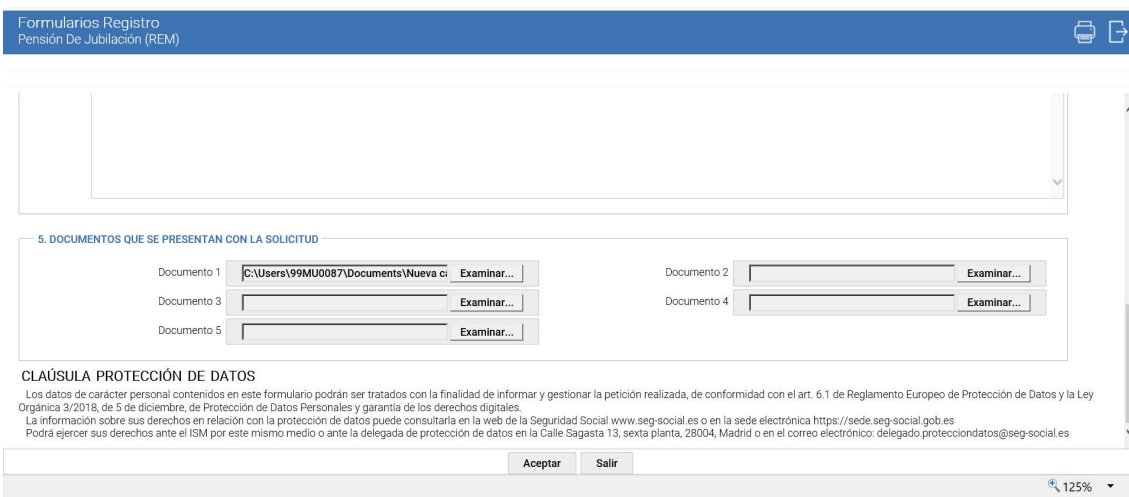 Formularios Registro
Pensión De Jubilación (REM)
5. DOCUMENTOS QUE SE PRESENTAN CON LA SOLICITUD
Documento 1 C:\Users\99MU0087\Documents\Nueva ca Examinar... Documento 2 Examinar...
Documento 3 Examinar... Documento 4 Examinar...
Documento 5 Examinar...
CLAÚSULA PROTECCIÓN DE DATOS
Los datos de carácter personal contenidos en este formulario podrán ser tratados con la finalidad de informar y gestionar la petición realizada, de conformidad con el art. 6.1 de Reglamento Europeo de Protección de Datos y la Ley
Orgánica 3/2018, de 5 de diciembre, de Protección de Datos Personales y garantía de los derechos digitales.
La información sobre sus derechos en relación con la protección de datos puede consultarla en la web de la Seguridad Social www.seg-social.es o en la sede electrónica https://sede.seg-social.gob.es
Podrá ejercer sus derechos ante el ISM por este mismo medio o ante la delegada de protección de datos en la Calle Sagasta 13, sexta planta, 28004, Madrid o en el correo electrónico: delegado.protecciondatos@seg-social.es
Aceptar Salir
125%